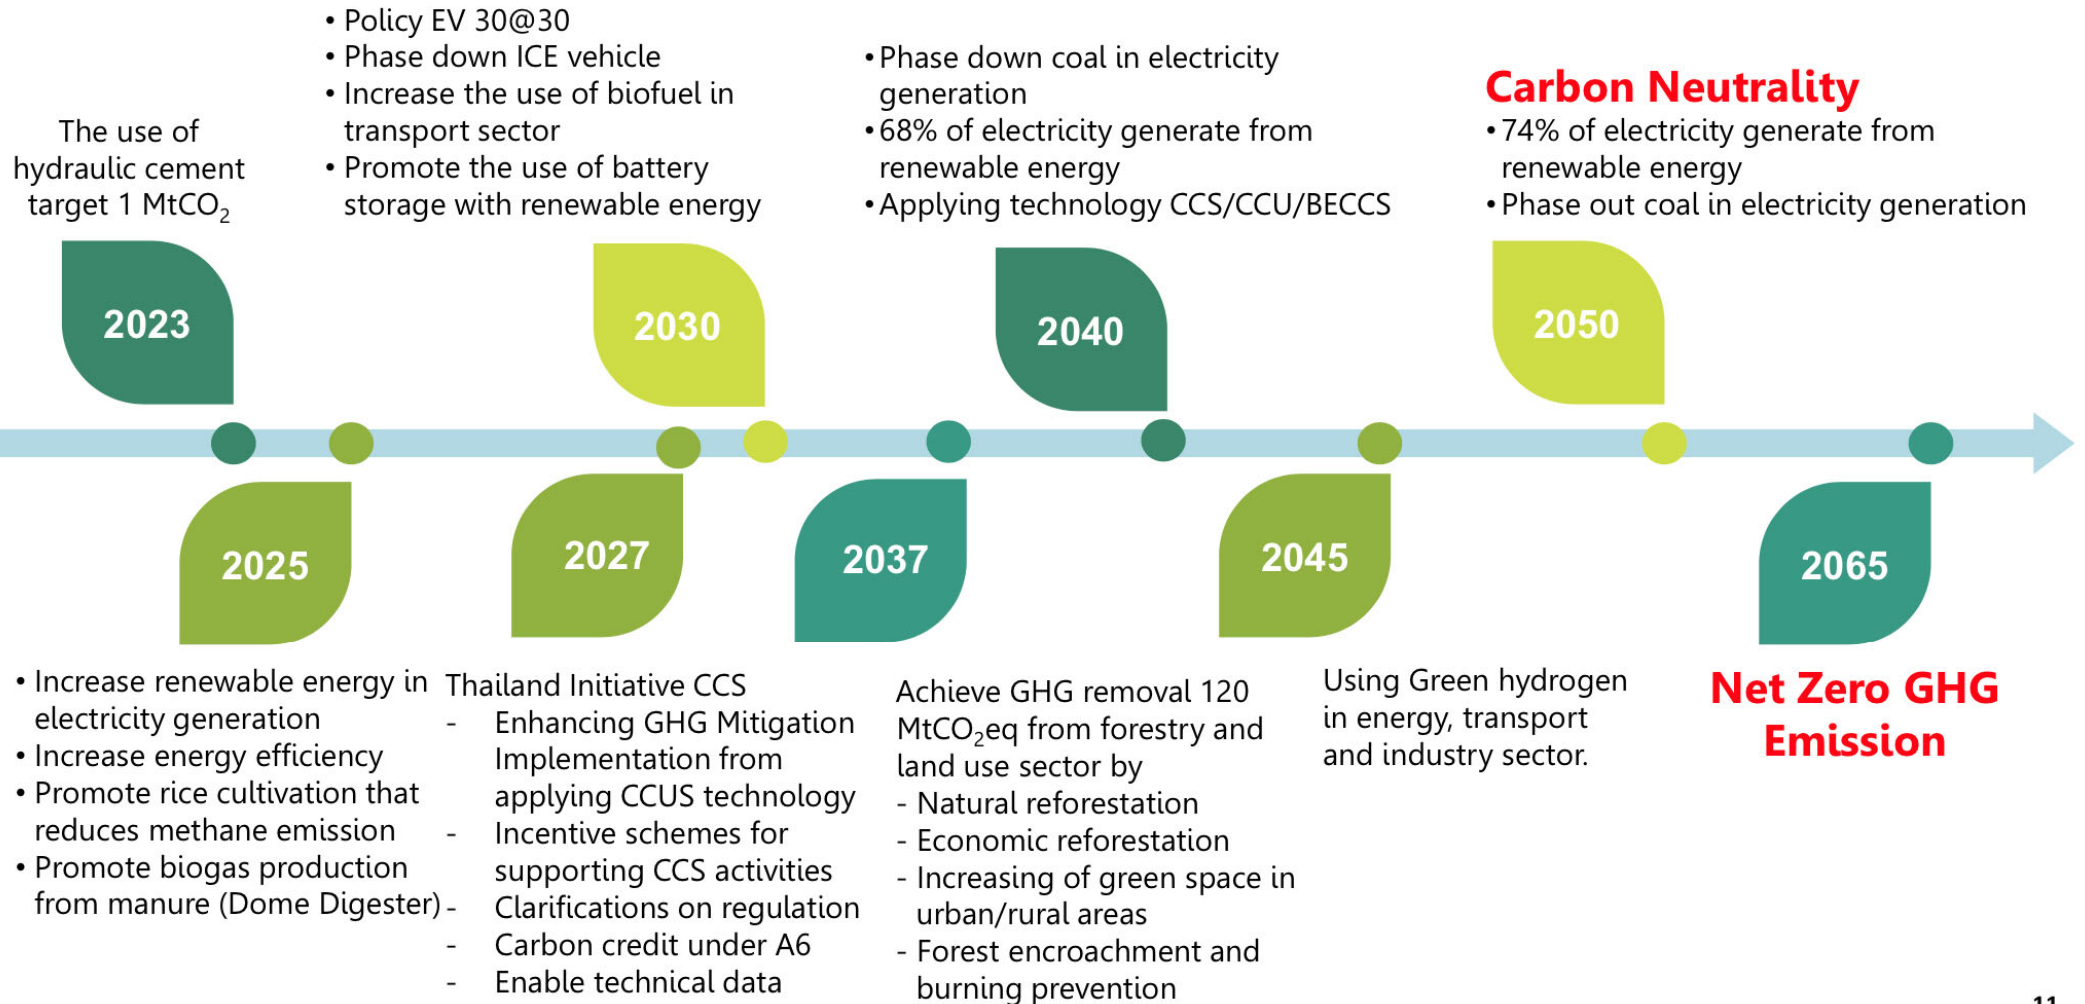 The use of
hydraulic cement
target 1 MtCO₂
• Policy EV 30@30
• Phase down ICE vehicle
• Increase the use of biofuel in
transport sector
• Promote the use of battery
storage with renewable energy
• Phase down coal in electricity
generation
• 68% of electricity generate from
renewable energy
• Applying technology CCS/CCU/BECCS
Carbon Neutrality
• 74% of electricity generate from
renewable energy
• Phase out coal in electricity generation
2023
2030
2040
2050
2025
2027
2037
2045
2065
• Increase renewable energy in
electricity generation
• Increase energy efficiency
• Promote rice cultivation that
reduces methane emission
• Promote biogas production
from manure (Dome Digester)
Thailand Initiative CCS
- Enhancing GHG Mitigation
Implementation from
applying CCUS technology
- Incentive schemes for
supporting CCS activities
- Clarifications on regulation
- Carbon credit under A6
- Enable technical data
Achieve GHG removal 120
MtCO₂eq from forestry and
land use sector by
- Natural reforestation
- Economic reforestation
- Increasing of green space in
urban/rural areas
- Forest encroachment and
burning prevention
Using Green hydrogen
in energy, transport
and industry sector.
Net Zero GHG
Emission
11